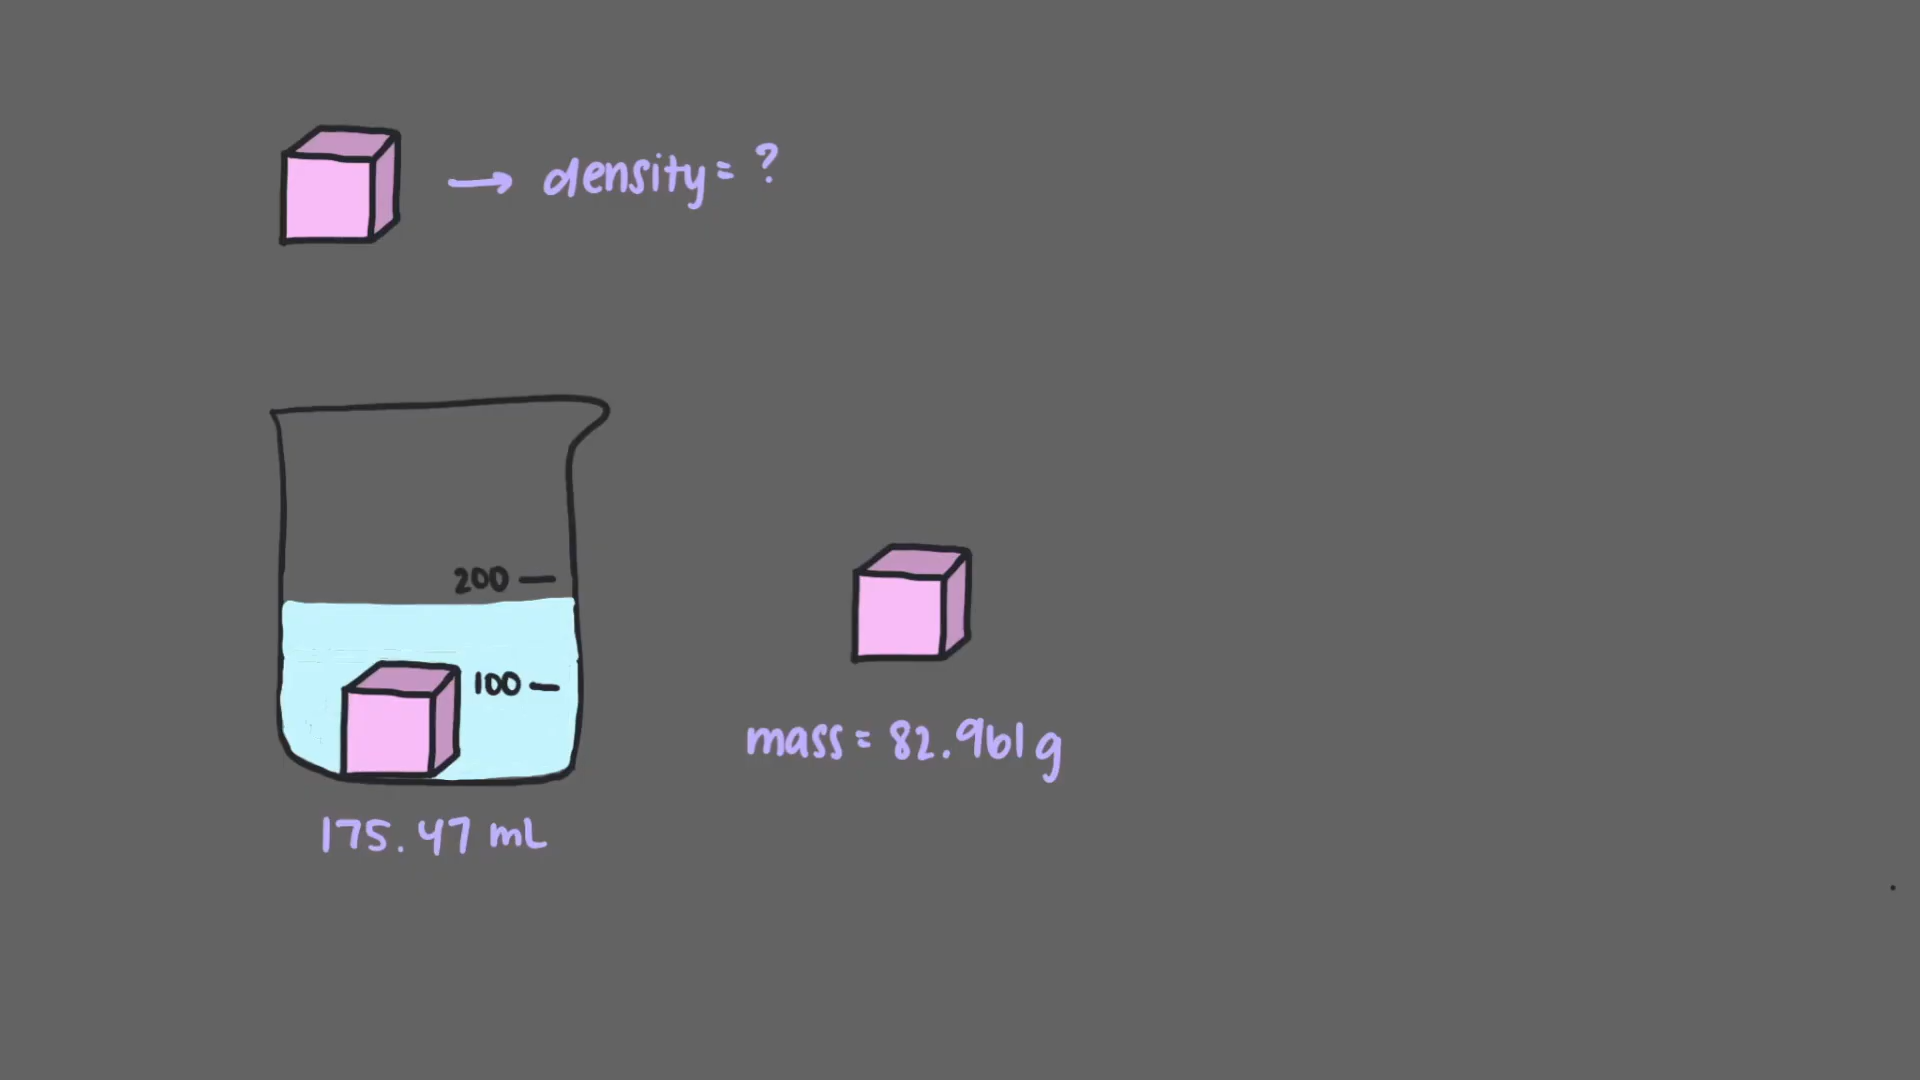 → density = ?
200 —
100 —
mass = 82.961 g
175.47 mL